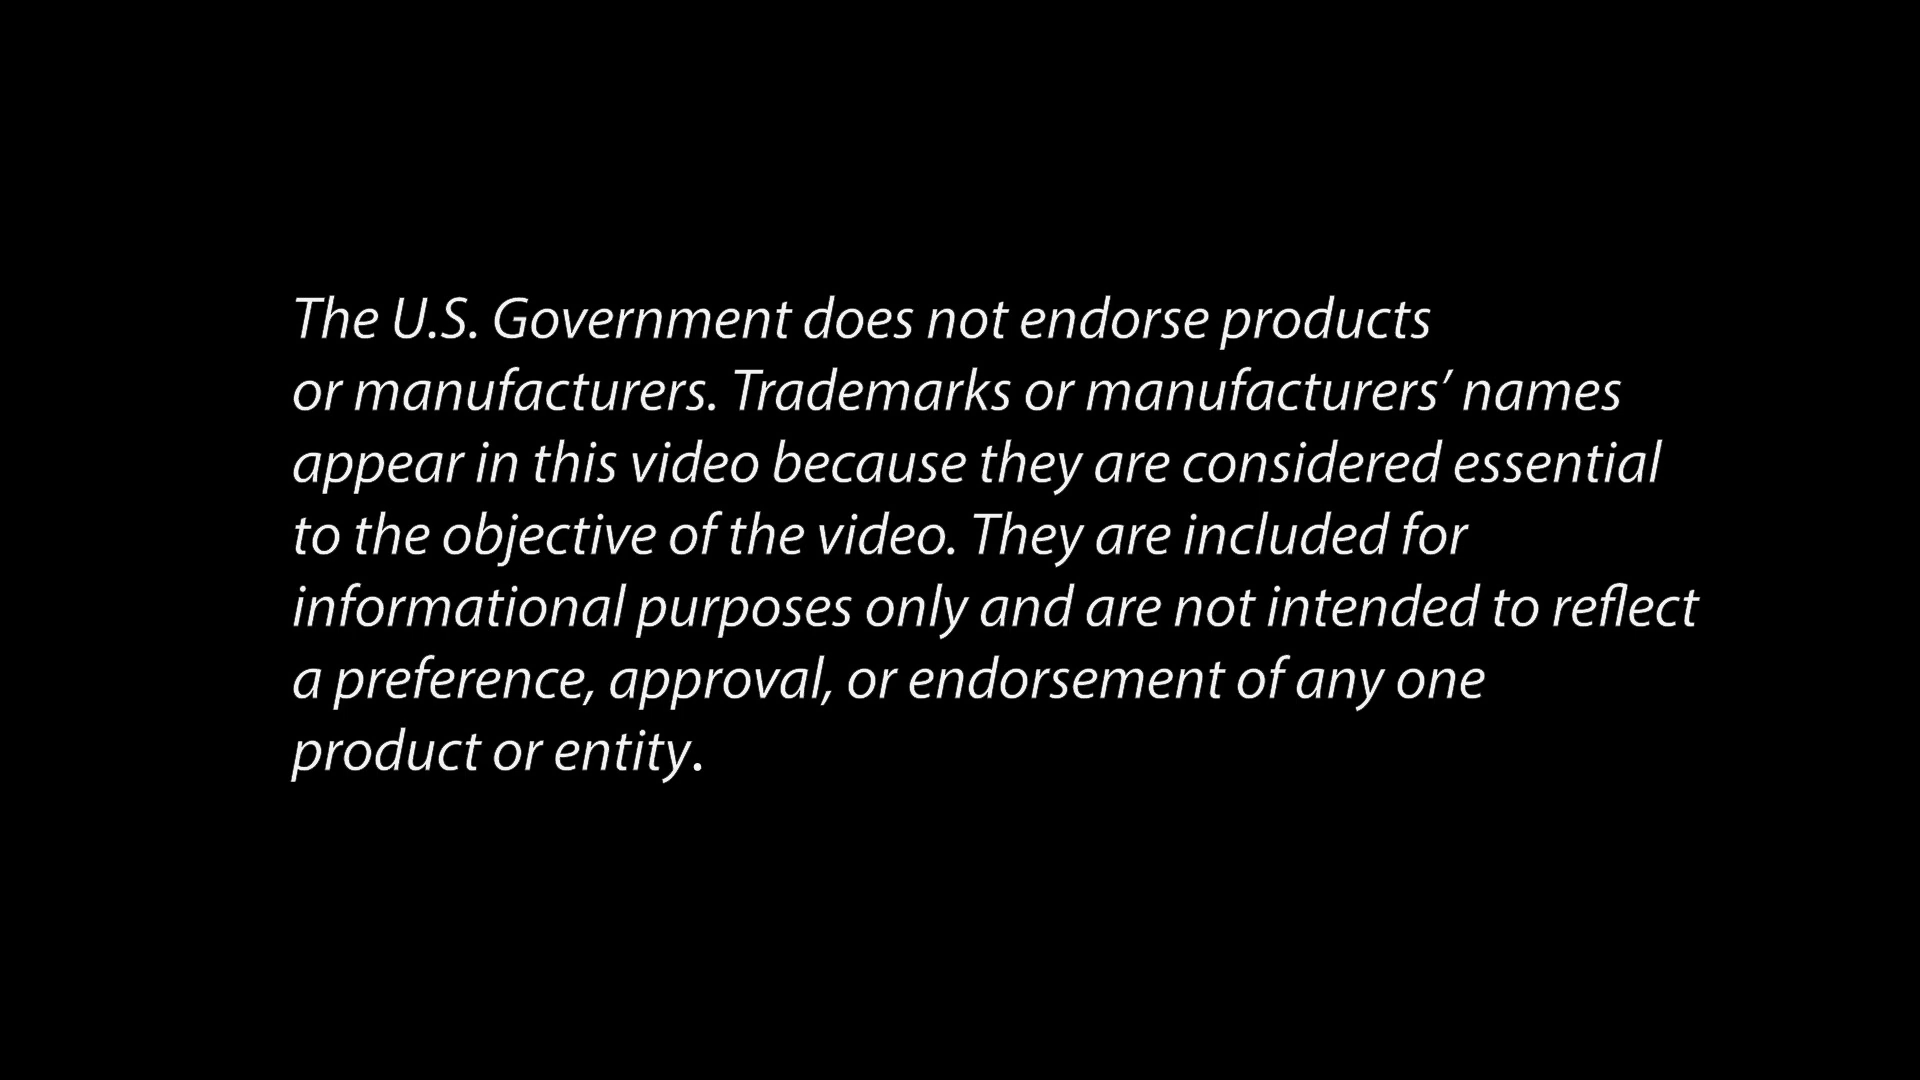 The U.S. Government does not endorse products
or manufacturers. Trademarks or manufacturers’ names
appear in this video because they are considered essential
to the objective of the video. They are included for
informational purposes only and are not intended to reflect
a preference, approval, or endorsement of any one
product or entity.